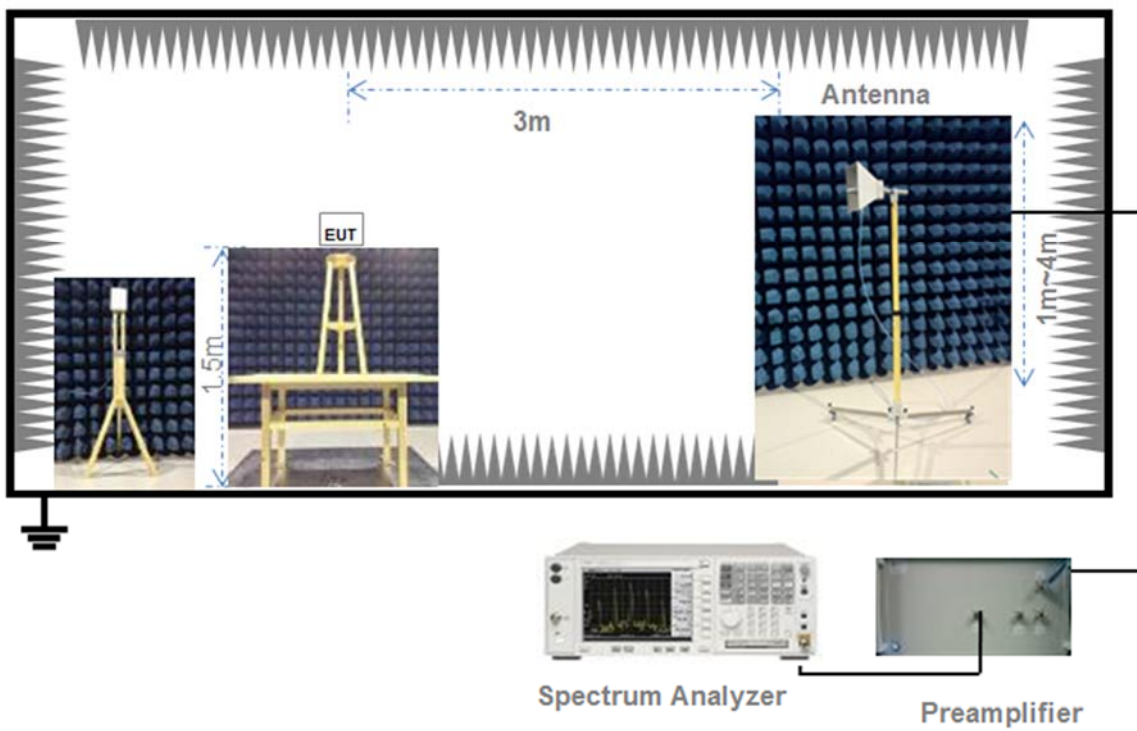 Antenna
3m
EUT
1.5m
1m~4m
Spectrum Analyzer
Preamplifier